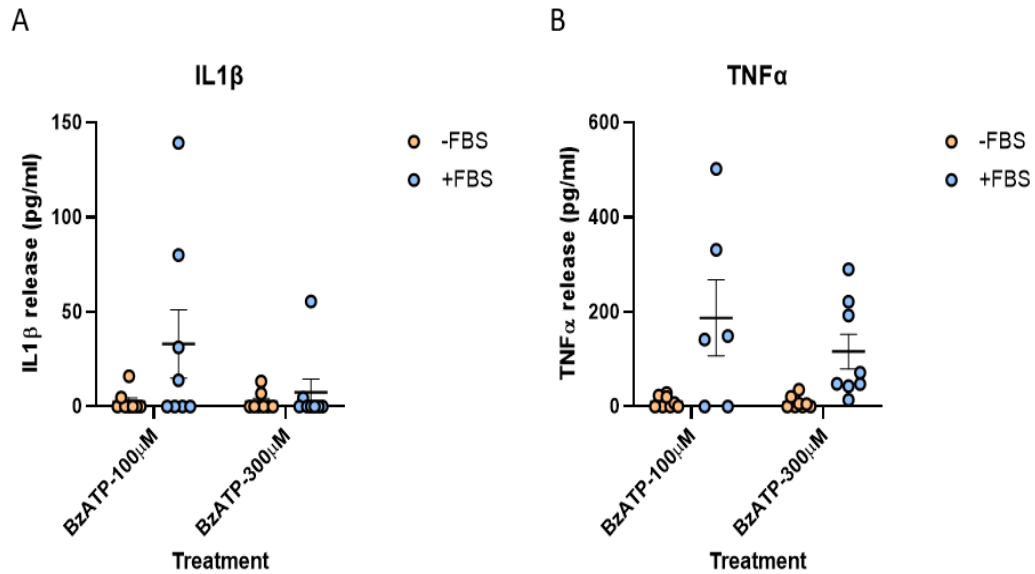 A
IL1β
IL1β release (pg/ml)
150
100
50
0
BzATP-100μM
BzATP-300μM
Treatment
-FBS
+FBS
B
TNFα
TNFα release (pg/ml)
600
400
200
0
BzATP-100μM
BzATP-300μM
Treatment
-FBS
+FBS